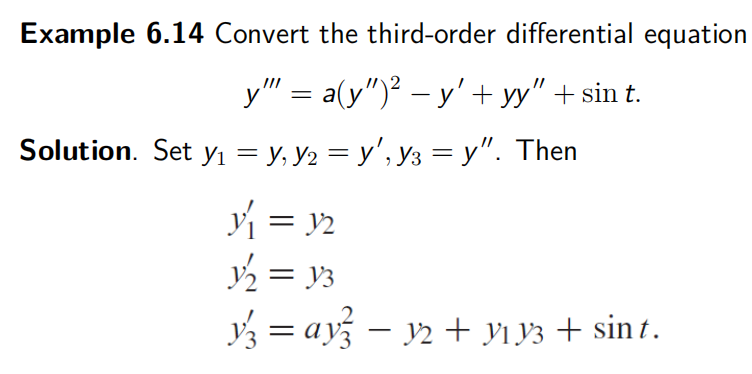 Example 6.14 Convert the third-order differential equation
y′′′ = a(y′′)² − y′ + yy′′ + sin t.
Solution. Set y₁ = y, y₂ = y′, y₃ = y′′. Then
y₁′ = y₂
y₂′ = y₃
y₃′ = ay₃² − y₂ + y₁y₃ + sin t.